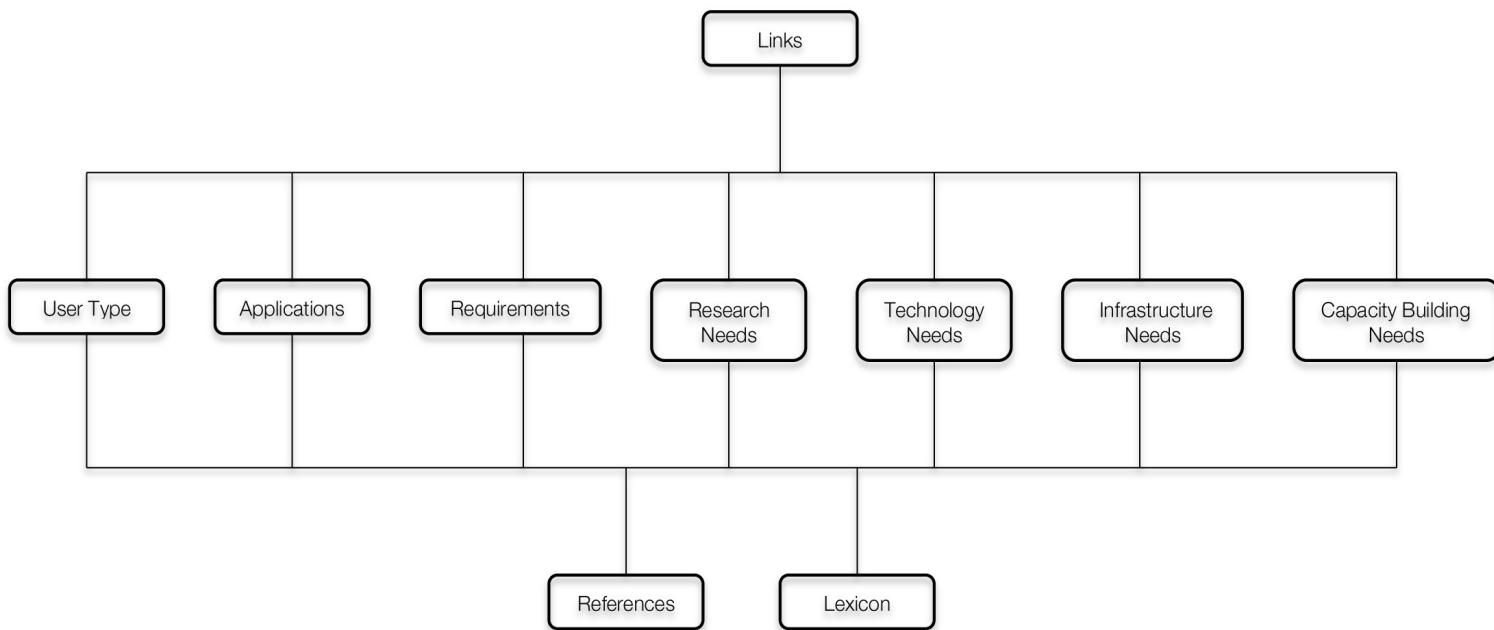 Links
User Type
Applications
Requirements
Research
Needs
Technology
Needs
Infrastructure
Needs
Capacity Building
Needs
References
Lexicon